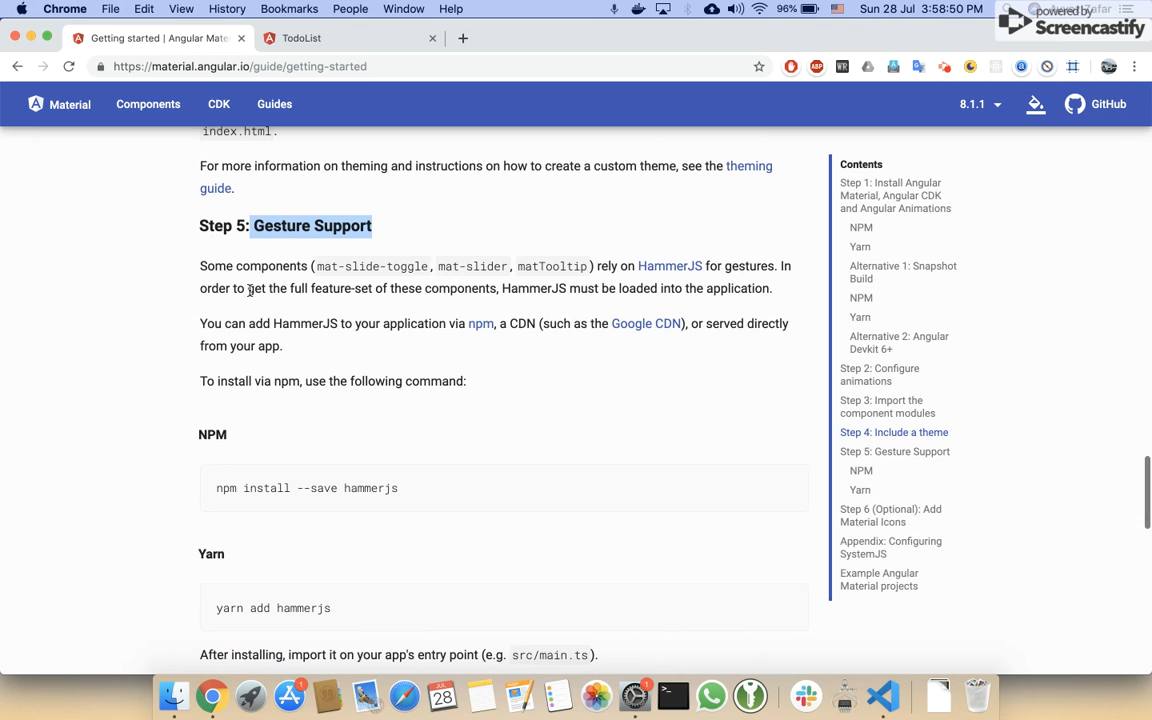 Chrome File Edit View History Bookmarks People Window Help 96% Sun 28 Jul 3:58:50 PM
powered by
Screencastify
Getting started | Angular Mate
TodoList
https://material.angular.io/guide/getting-started
Material Components CDK Guides 8.1.1 GitHub
index.html.
For more information on theming and instructions on how to create a custom theme, see the theming
guide.
Step 5: Gesture Support
Some components (mat-slide-toggle, mat-slider, matTooltip) rely on HammerJS for gestures. In
order to get the full feature-set of these components, HammerJS must be loaded into the application.
You can add HammerJS to your application via npm, a CDN (such as the Google CDN), or served directly
from your app.
To install via npm, use the following command:
NPM
npm install --save hammerjs
Yarn
yarn add hammerjs
After installing, import it on your app's entry point (e.g. src/main.ts).
Contents
Step 1: Install Angular
Material, Angular CDK
and Angular Animations
NPM
Yarn
Alternative 1: Snapshot
Build
NPM
Yarn
Alternative 2: Angular
Devkit 6+
Step 2: Configure
animations
Step 3: Import the
component modules
Step 4: Include a theme
Step 5: Gesture Support
NPM
Yarn
Step 6 (Optional): Add
Material Icons
Appendix: Configuring
SystemJS
Example Angular
Material projects